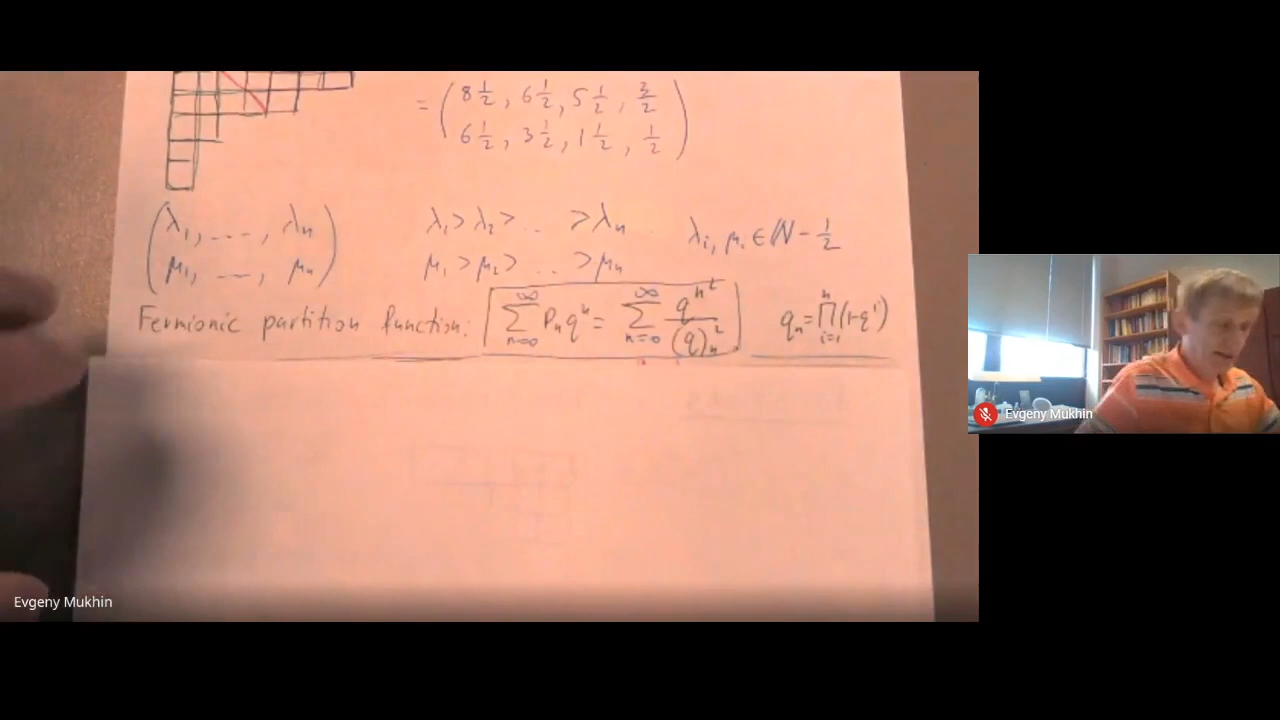 = ( 8 1/2, 6 1/2, 5 1/2, 3/2
6 1/2, 3 1/2, 1 1/2, 1/2 )
( λ₁, ..., λₙ λ₁ > λ₂ > .. > λₙ λᵢ, μᵢ ∈ ℕ - 1/2
μ₁, ..., μₙ ) μ₁ > μ₂ > .. > μₙ
Fermionic partition function: ∑_{n=0}^{∞} Pₙ qⁿ = ∑_{n=0}^{∞} q^{n²} / (q)ₙ² qₙ = ∏_{i=1}^{n} (1-qⁱ)
Evgeny Mukhin
Evgeny Mukhin